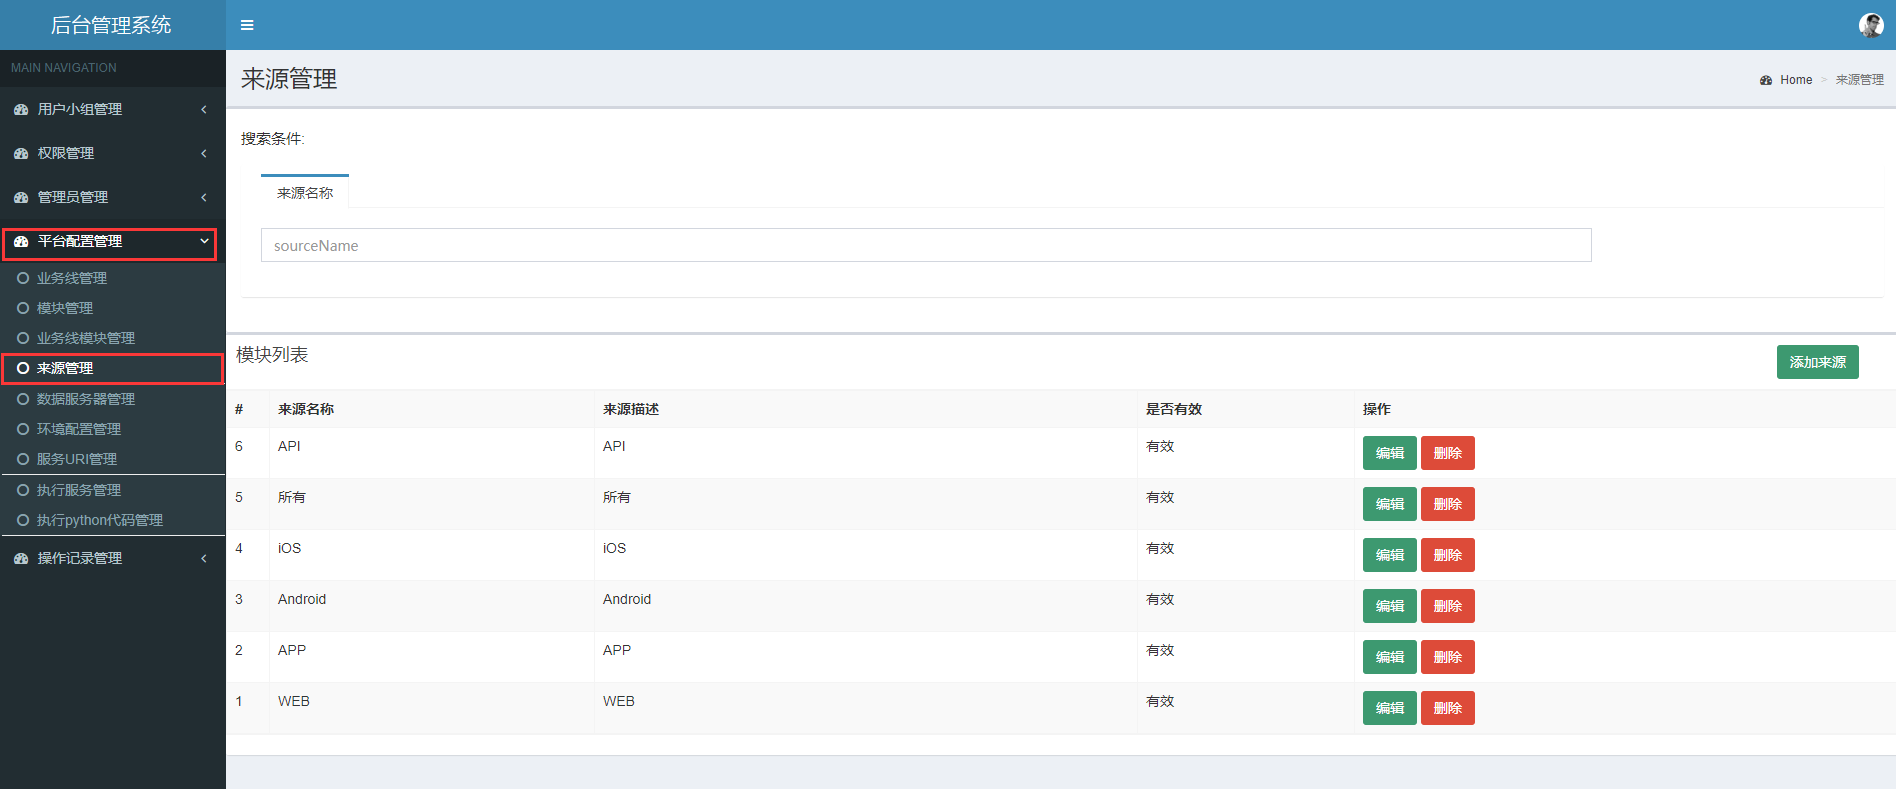 后台管理系统
MAIN NAVIGATION
用户小组管理
权限管理
管理员管理
平台配置管理
业务线管理
模块管理
业务线模块管理
来源管理
数据服务器管理
环境配置管理
服务URI管理
执行服务管理
执行python代码管理
操作记录管理
来源管理
Home > 来源管理
搜索条件:
来源名称
sourceName
模块列表
添加来源
# 来源名称 来源描述 是否有效 操作
6 API API 有效 编辑 删除
5 所有 所有 有效 编辑 删除
4 iOS iOS 有效 编辑 删除
3 Android Android 有效 编辑 删除
2 APP APP 有效 编辑 删除
1 WEB WEB 有效 编辑 删除